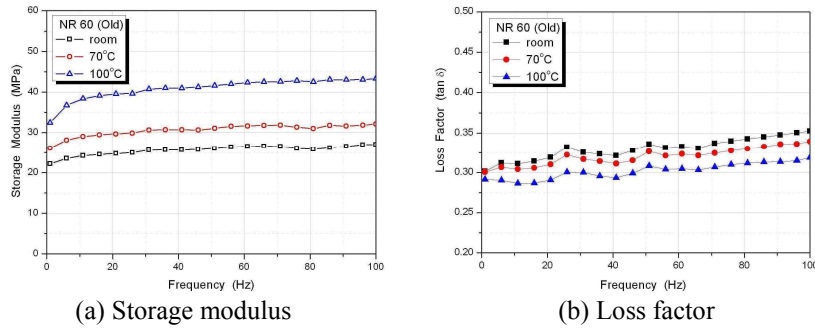 NR 60 (Old)
room
70°C
100°C
Storage Modulus (MPa)
60
50
40
30
20
10
0
0 20 40 60 80 100
Frequency (Hz)
(a) Storage modulus
NR 60 (Old)
room
70°C
100°C
Loss Factor (tan δ)
0.50
0.45
0.40
0.35
0.30
0.25
0.20
0 20 40 60 80 100
Frequency (Hz)
(b) Loss factor